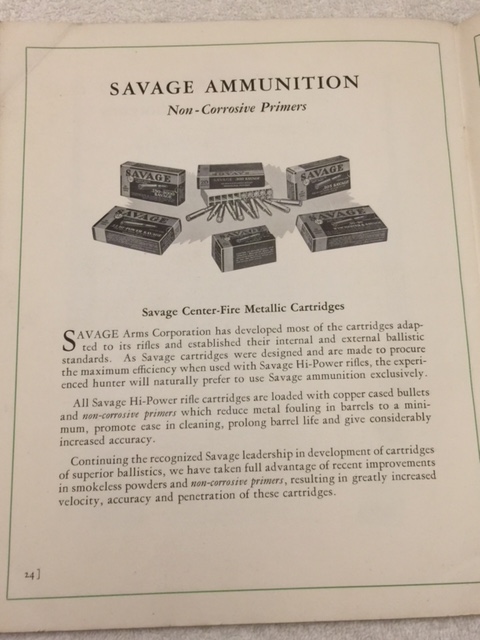 SAVAGE AMMUNITION
Non-Corrosive Primers
SAVAGE
SAVAGE
SAVAGE
SAVAGE
SAVAGE
Savage Center-Fire Metallic Cartridges
SAVAGE Arms Corporation has developed most of the cartridges adap-
ted to its rifles and established their internal and external ballistic
standards. As Savage cartridges were designed and are made to procure
the maximum efficiency when used with Savage Hi-Power rifles, the experi-
enced hunter will naturally prefer to use Savage ammunition exclusively.
All Savage Hi-Power rifle cartridges are loaded with copper cased bullets
and non-corrosive primers which reduce metal fouling in barrels to a mini-
mum, promote ease in cleaning, prolong barrel life and give considerably
increased accuracy.
Continuing the recognized Savage leadership in development of cartridges
of superior ballistics, we have taken full advantage of recent improvements
in smokeless powders and non-corrosive primers, resulting in greatly increased
velocity, accuracy and penetration of these cartridges.
14]